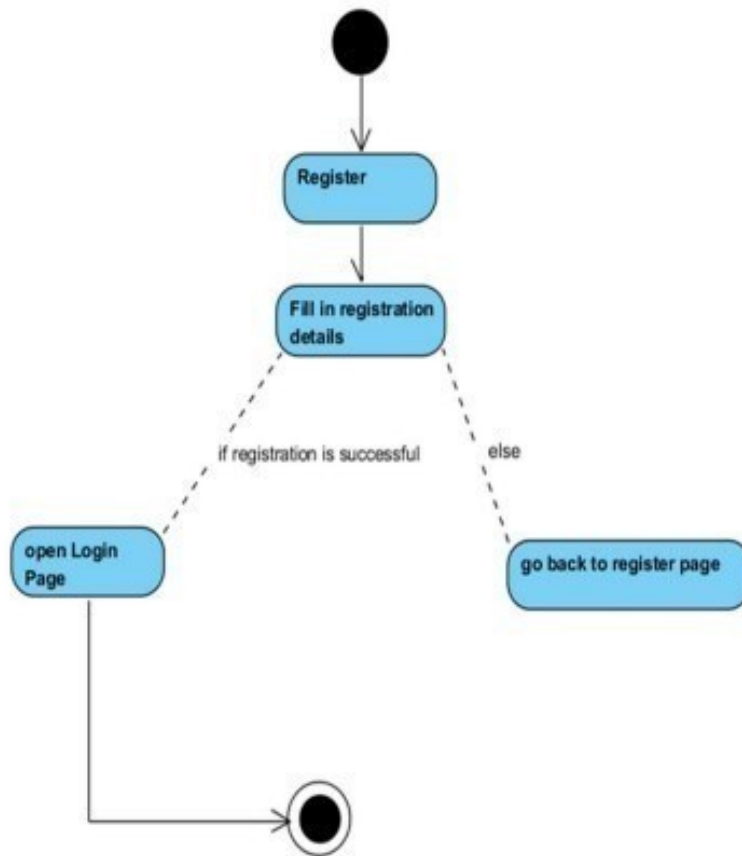 Register
Fill in registration
details
if registration is successful
else
open Login
Page
go back to register page